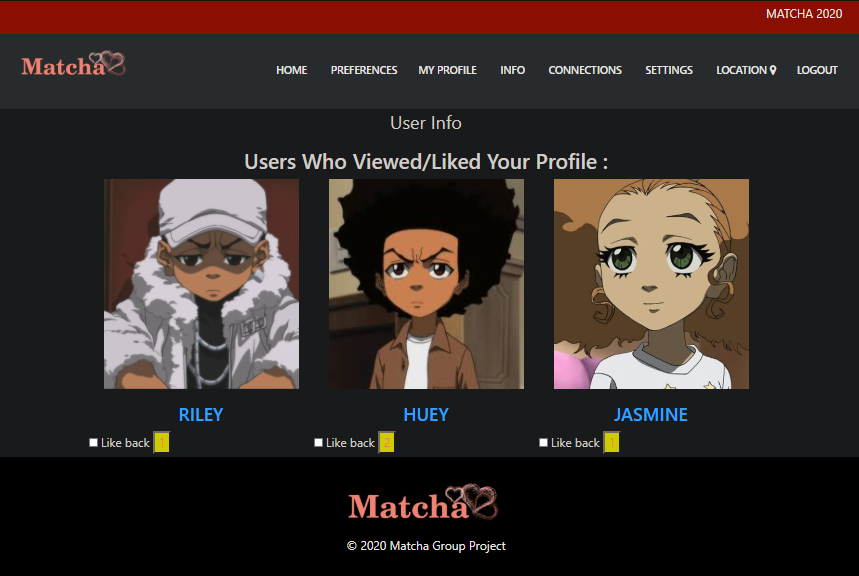 MATCHA 2020
Matcha
HOME PREFERENCES MY PROFILE INFO CONNECTIONS SETTINGS LOCATION LOGOUT
User Info
Users Who Viewed/Liked Your Profile :
RILEY HUEY JASMINE
Like back 1 Like back 2 Like back 1
Matcha
© 2020 Matcha Group Project